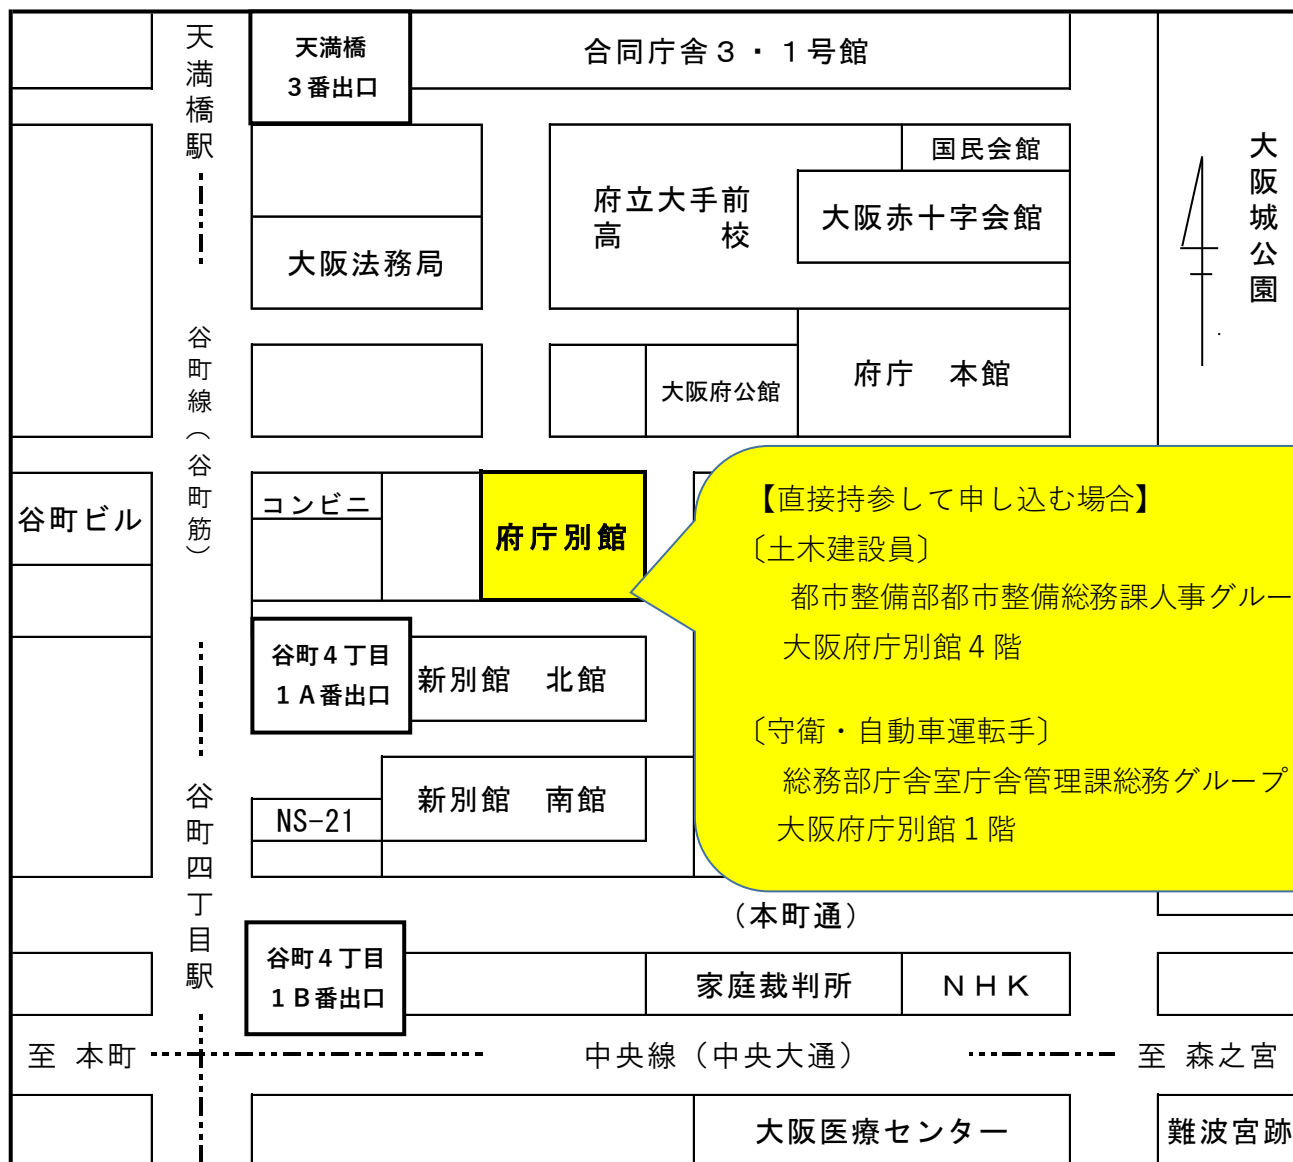 天満橋駅
天満橋
3番出口
合同庁舎3・1号館
国民会館
府立大手前
高　　校
大阪赤十字会館
大阪城公園
大阪法務局
谷町線（谷町筋）
大阪府公館
府庁　本館
谷町ビル
コンビニ
府庁別館
【直接持参して申し込む場合】
〔土木建設員〕
都市整備部都市整備総務課人事グルー
大阪府庁別館4階
〔守衛・自動車運転手〕
総務部庁舎室庁舎管理課総務グループ
大阪府庁別館1階
谷町4丁目
1A番出口
新別館　北館
新別館　南館
NS-21
谷町四丁目駅
（本町通）
谷町4丁目
1B番出口
家庭裁判所
ＮＨＫ
至 本町
中央線（中央大通）
至 森之宮
大阪医療センター
難波宮跡